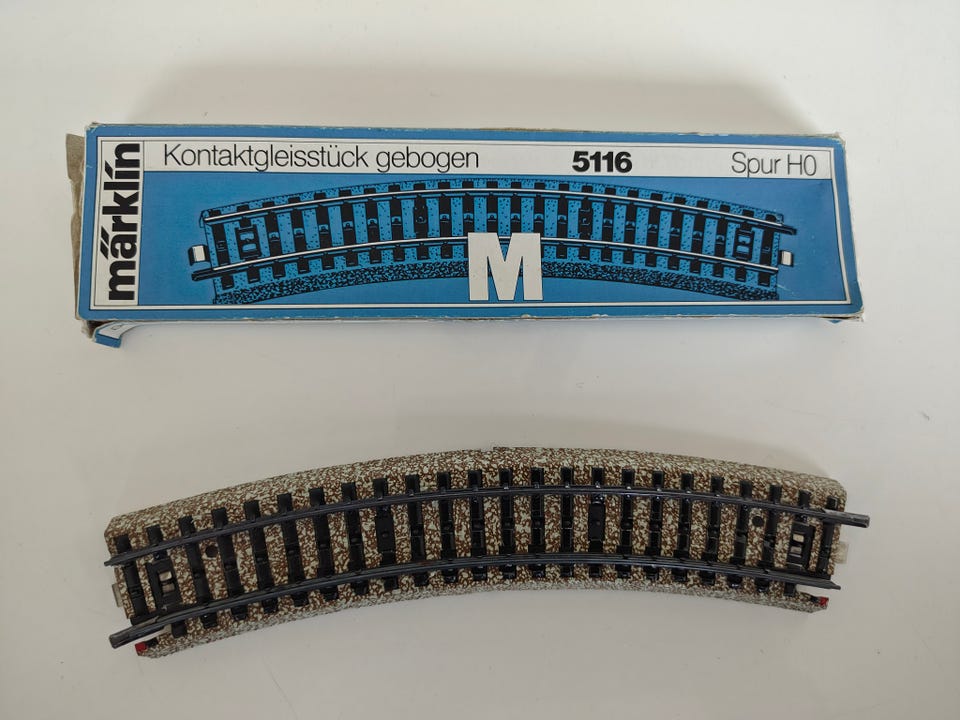 märklin
Kontaktgleisstück gebogen 5116 Spur H0
M